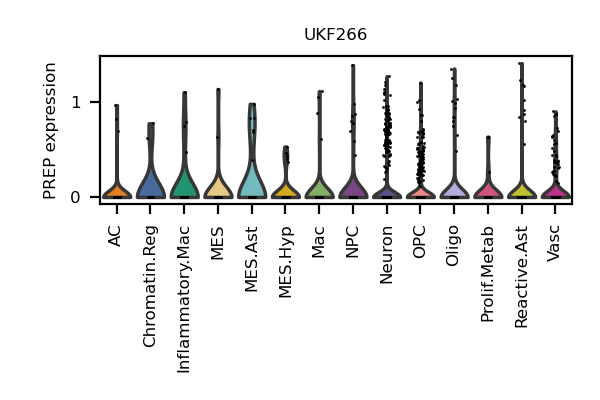 UKF266
PREP expression
1
0
AC
Chromatin.Reg
Inflammatory.Mac
MES
MES.Ast
MES.Hyp
Mac
NPC
Neuron
OPC
Oligo
Prolif.Metab
Reactive.Ast
Vasc